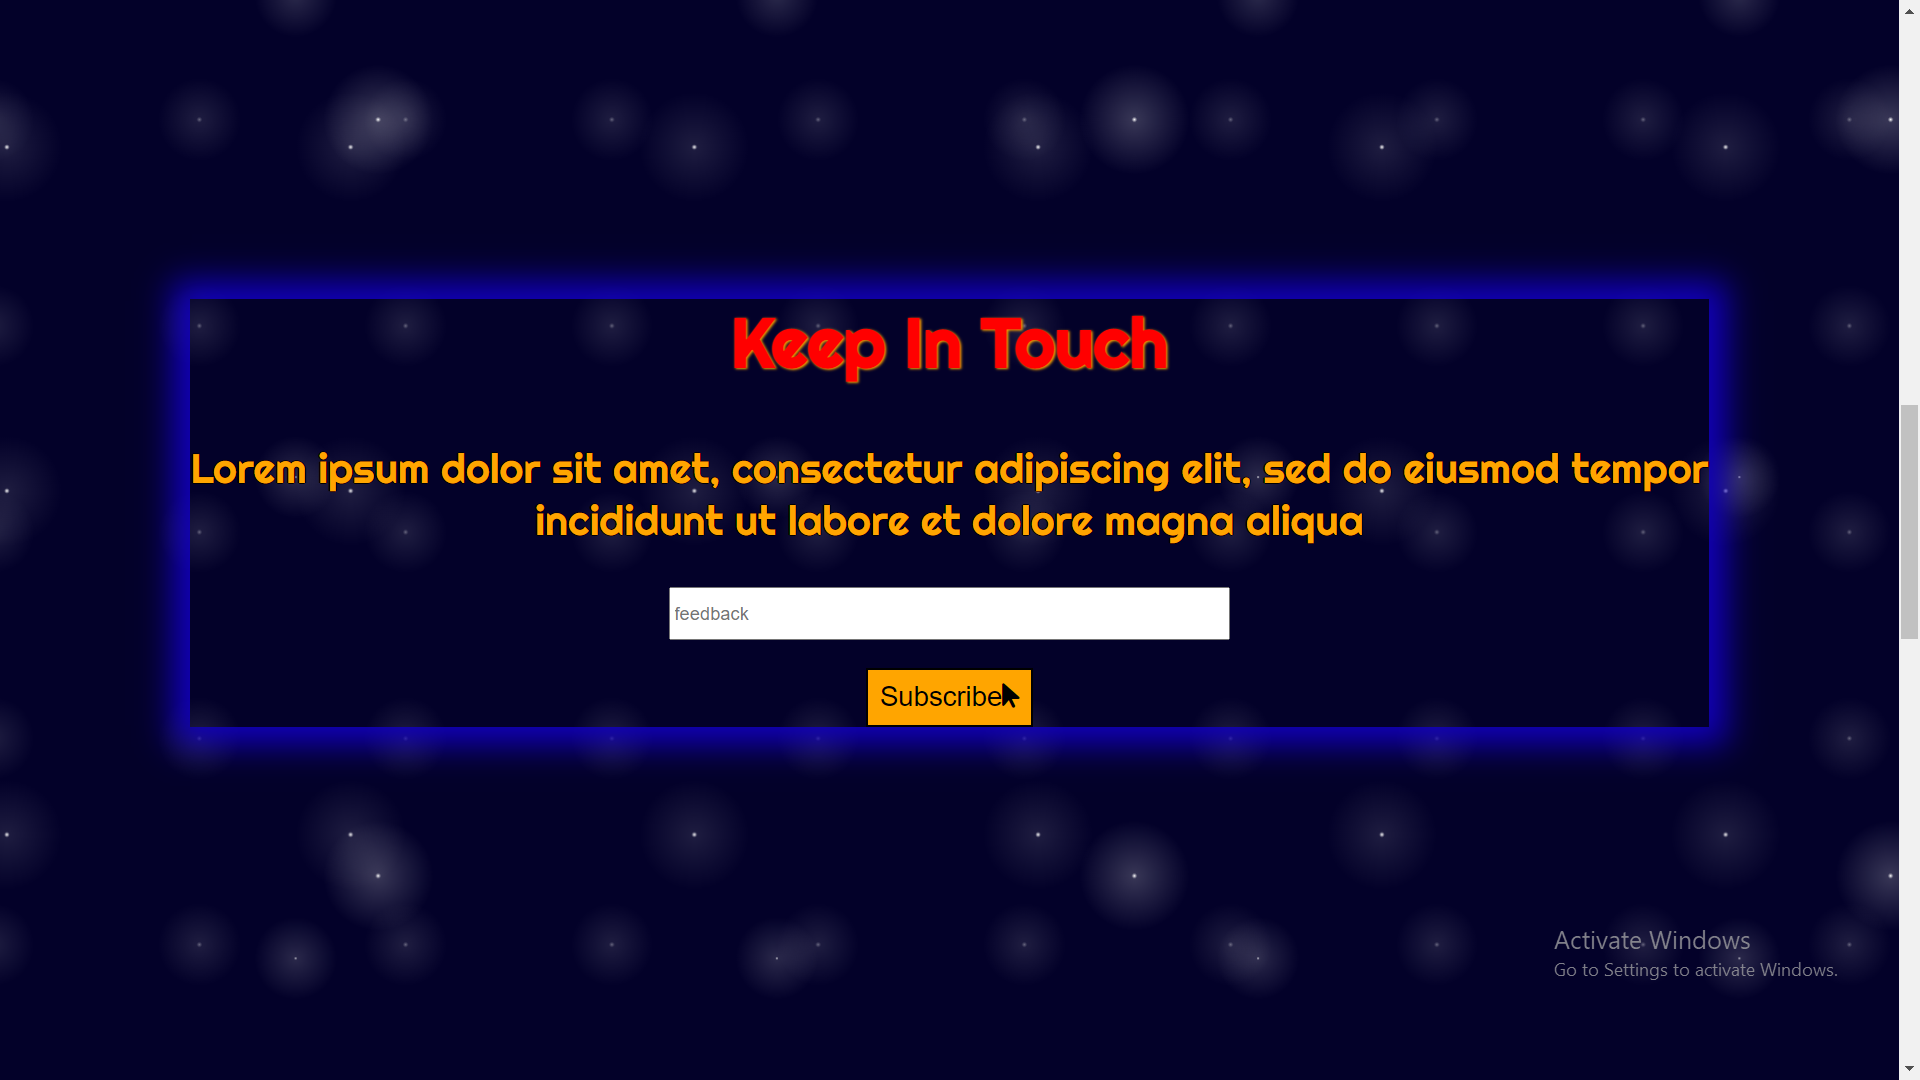 Keep In Touch
Lorem ipsum dolor sit amet, consectetur adipiscing elit, sed do eiusmod tempor
incididunt ut labore et dolore magna aliqua
feedback
Subscribe
Activate Windows
Go to Settings to activate Windows.